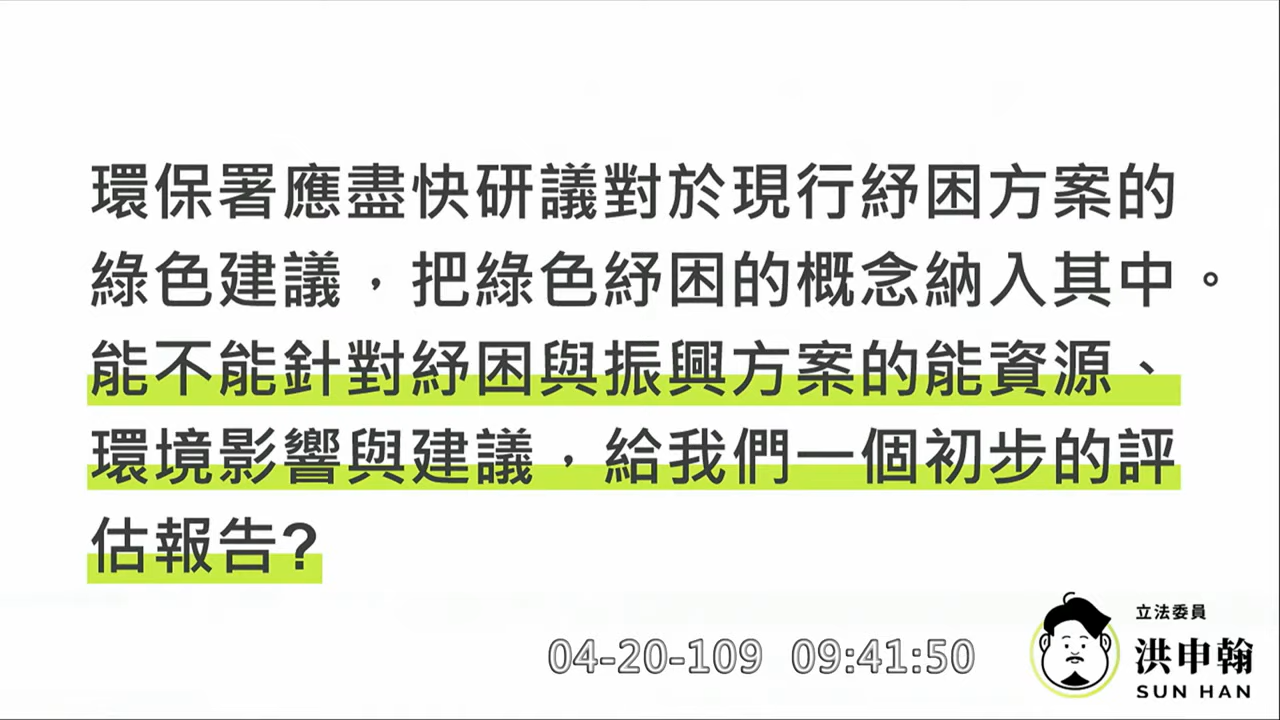 環保署應盡快研議對於現行紓困方案的
綠色建議，把綠色紓困的概念納入其中。
能不能針對紓困與振興方案的能資源、
環境影響與建議，給我們一個初步的評
估報告?
04-20-109 09:41:50
立法委員
洪申翰
SUN HAN